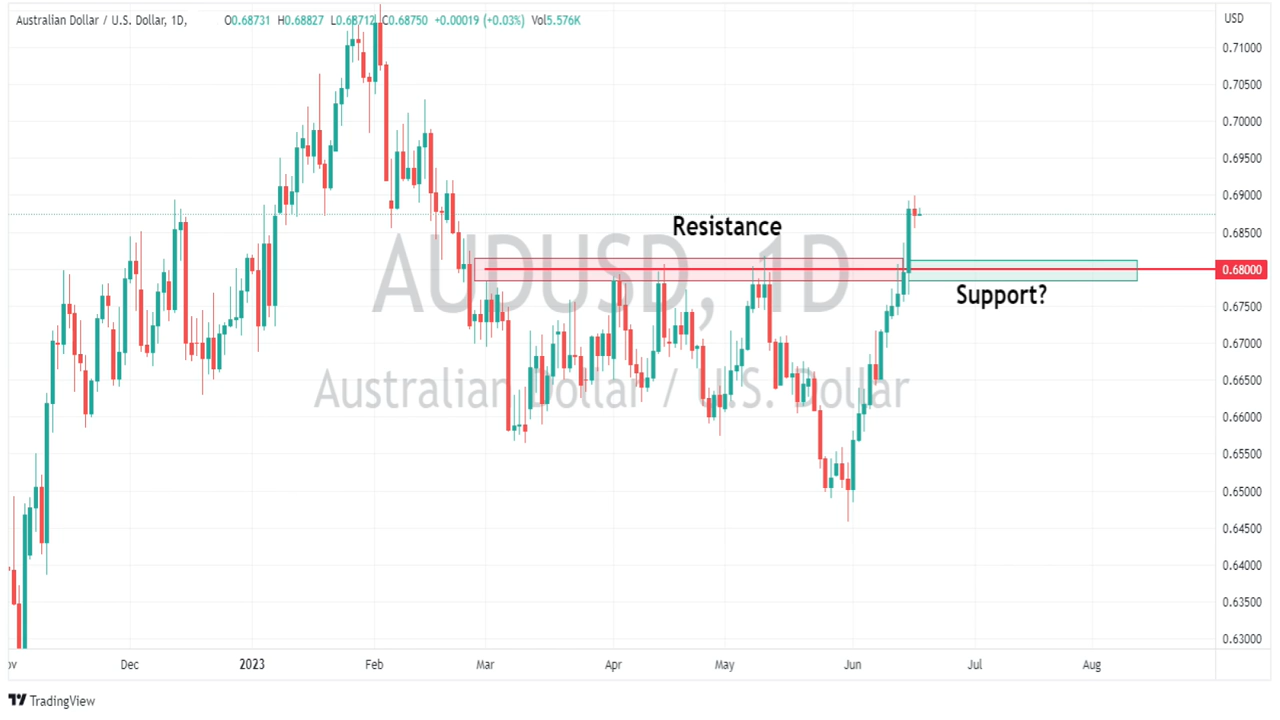 Australian Dollar / U.S. Dollar, 1D, O0.68731 H0.68827 L0.68712 C0.68750 +0.00019 (+0.03%) Vol5.576K
USD
0.71000
0.70500
0.70000
0.69500
0.69000
Resistance
0.68500
AUDUSD, 1D
0.68000
Support?
0.67500
0.67000
0.66500
Australian Dollar / U.S. Dollar
0.66000
0.65500
0.65000
0.64500
0.64000
0.63500
0.63000
ov Dec 2023 Feb Mar Apr May Jun Jul Aug
TradingView